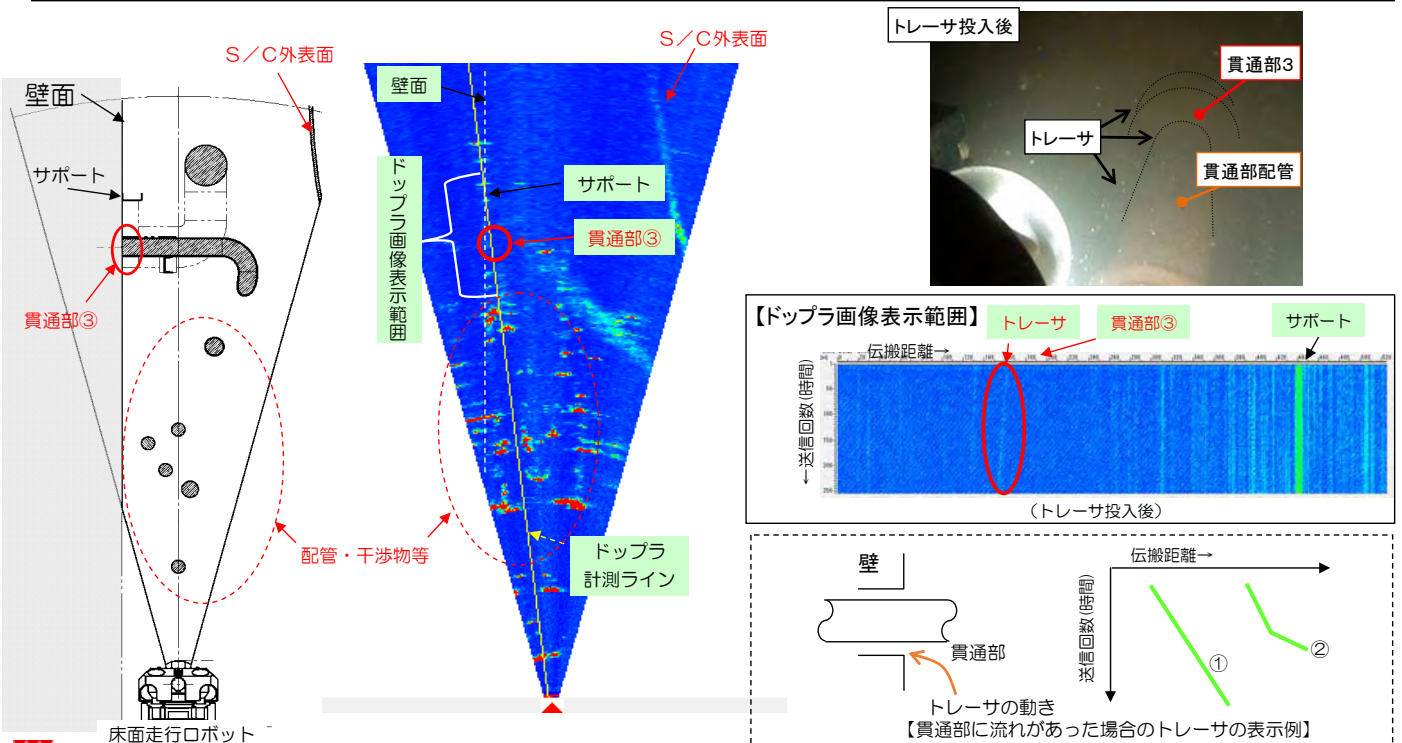 S/C外表面
壁面
サポート
貫通部③
配管・干渉物等
床面走行ロボット
S/C外表面
壁面
ドップラ画像表示範囲
サポート
貫通部③
ドップラ
計測ライン
トレーサ投入後
貫通部3
トレーサ
貫通部配管
【ドップラ画像表示範囲】
トレーサ
貫通部③
サポート
伝搬距離→
←送信回数(時間)
(トレーサ投入後)
壁
貫通部
トレーサの動き
伝搬距離→
送信回数(時間)
①
②
【貫通部に流れがあった場合のトレーサの表示例】